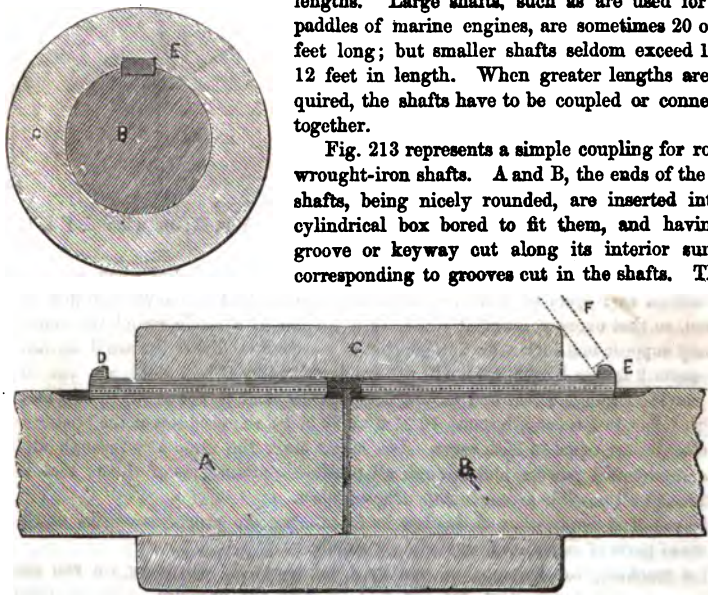 lengths. Large shafts, such as are used for
paddles of marine engines, are sometimes 20 o
feet long; but smaller shafts seldom exceed 1
12 feet in length. When greater lengths are
quired, the shafts have to be coupled or conne
together.
Fig. 213 represents a simple coupling for ro
wrought-iron shafts. A and B, the ends of the
shafts, being nicely rounded, are inserted int
cylindrical box bored to fit them, and havin
groove or keyway cut along its interior sur
corresponding to grooves cut in the shafts. T
E
C B
F
C
D E
A B